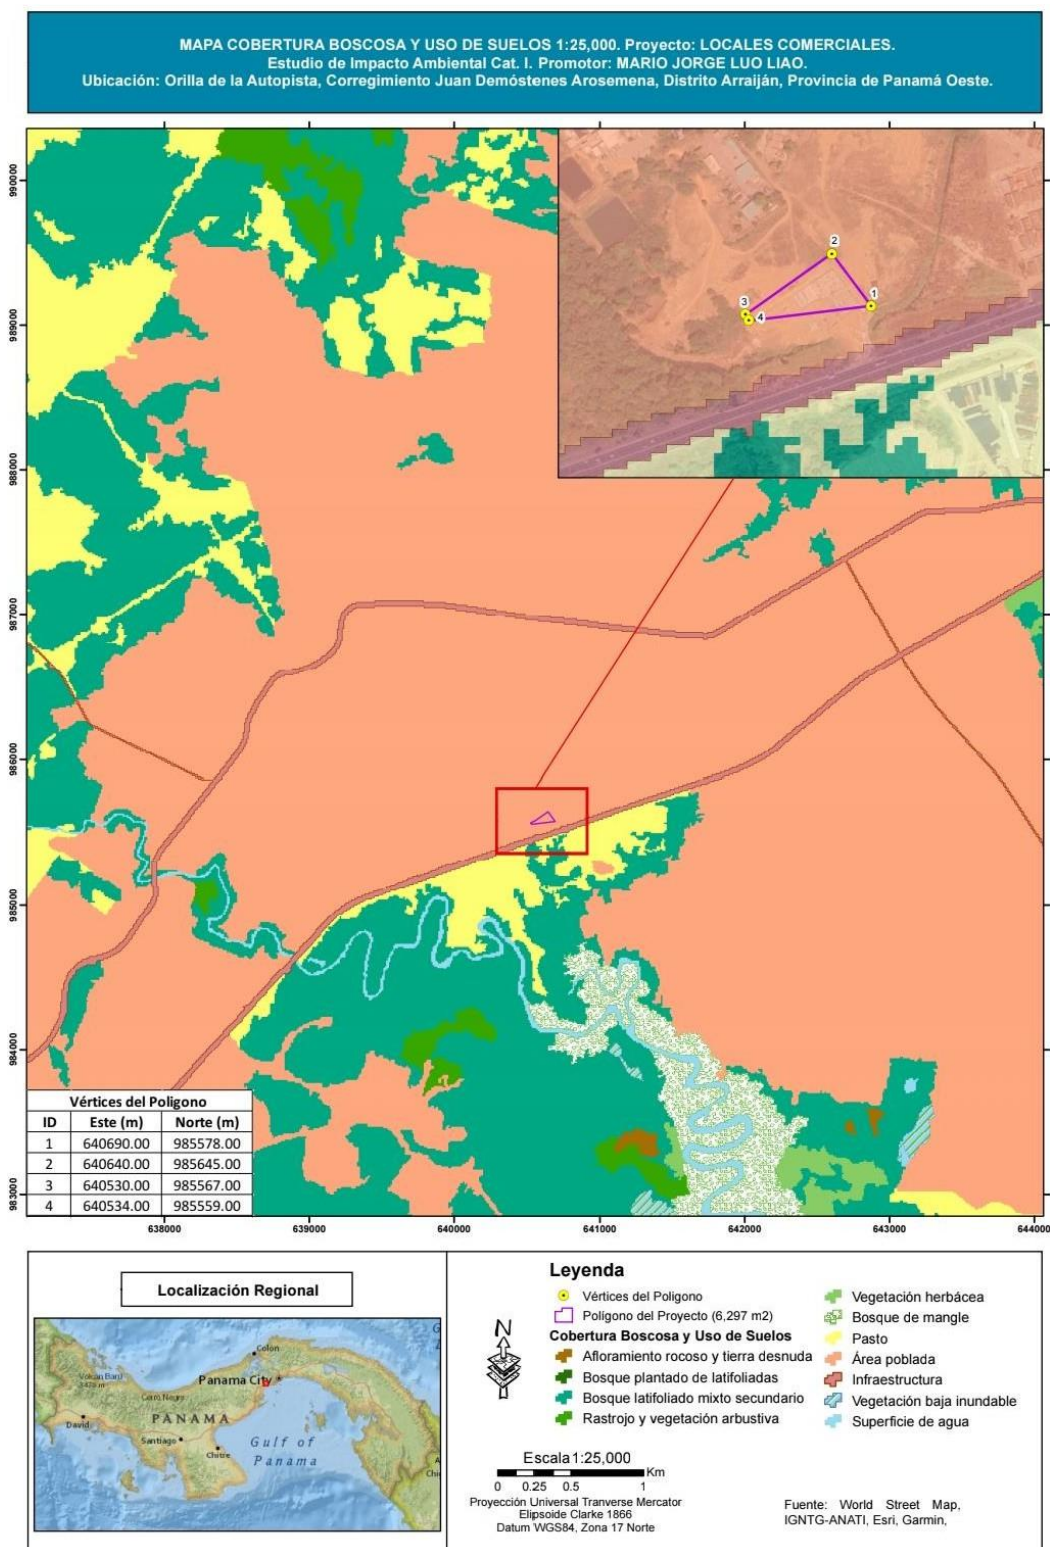 MAPA COBERTURA BOSCOSA Y USO DE SUELOS 1:25,000. Proyecto: LOCALES COMERCIALES.
Estudio de Impacto Ambiental Cat. I. Promotor: MARIO JORGE LUO LIAO.
Ubicación: Orilla de la Autopista, Corregimiento Juan Demóstenes Arosemena, Distrito Arraiján, Provincia de Panamá Oeste.
990000
989000
988000
987000
986000
985000
984000
983000
2
1
3
4
Vértices del Poligono
ID Este (m) Norte (m)
1 640690.00 985578.00
2 640640.00 985645.00
3 640530.00 985567.00
4 640534.00 985559.00
638000 639000 640000 641000 642000 643000 644000
Localización Regional
Colon
Panama City
Volcan Barú
3475 m
Cerro Negro
PANAMA
David
Santiago
Chitre
Gulf of
Panama
Leyenda
Vértices del Poligono
Polígono del Proyecto (6,297 m2)
Cobertura Boscosa y Uso de Suelos
Afloramiento rocoso y tierra desnuda
Bosque plantado de latifoliadas
Bosque latifoliado mixto secundario
Rastrojo y vegetación arbustiva
Vegetación herbácea
Bosque de mangle
Pasto
Área poblada
Infraestructura
Vegetación baja inundable
Superficie de agua
N
Escala 1:25,000
Km
0 0.25 0.5 1
Proyección Universal Tranverse Mercator
Elipsoide Clarke 1866
Datum WGS84, Zona 17 Norte
Fuente: World Street Map,
IGNTG-ANATI, Esri, Garmin,